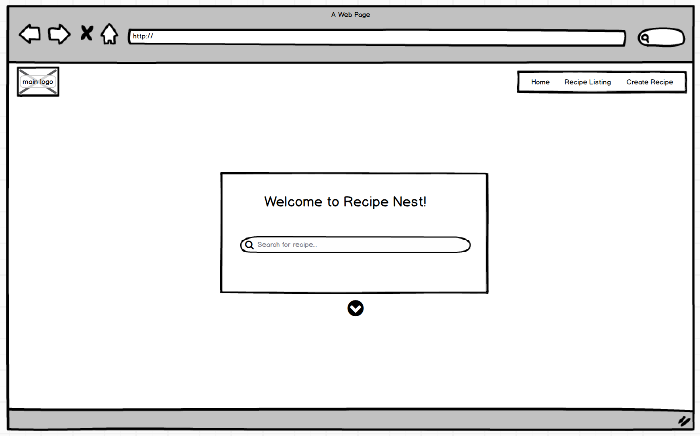 A Web Page
http://
main logo
Home Recipe Listing Create Recipe
Welcome to Recipe Nest!
Search for recipe...